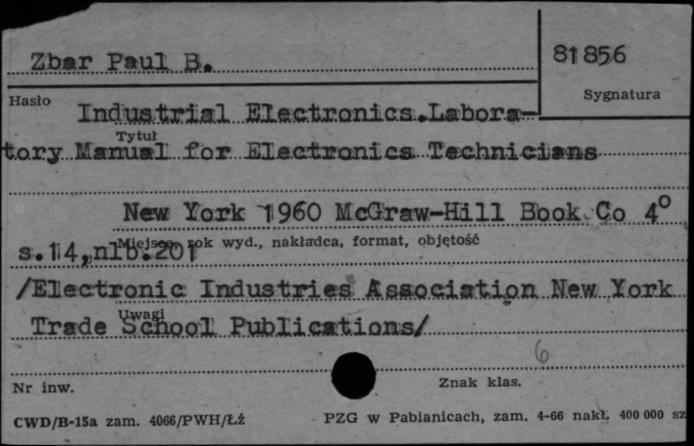 Zbar Paul B.
81856
Hasło
Sygnatura
Industrial Electronics.Labora-
Tytuł
tory Manual for Electronics Technicians
New York 1960 McGraw-Hill Book Co 4°
Miejsce, rok wyd., nakładca, format, objętość
s.14,nlb.201
/Electronic Industries Association New York
Uwagi
Trade School Publications/
6
Nr inw.
Znak klas.
CWD/B-15a zam. 4066/PWH/Łź
PZG w Pabianicach, zam. 4-66 nakł. 400 000 sz